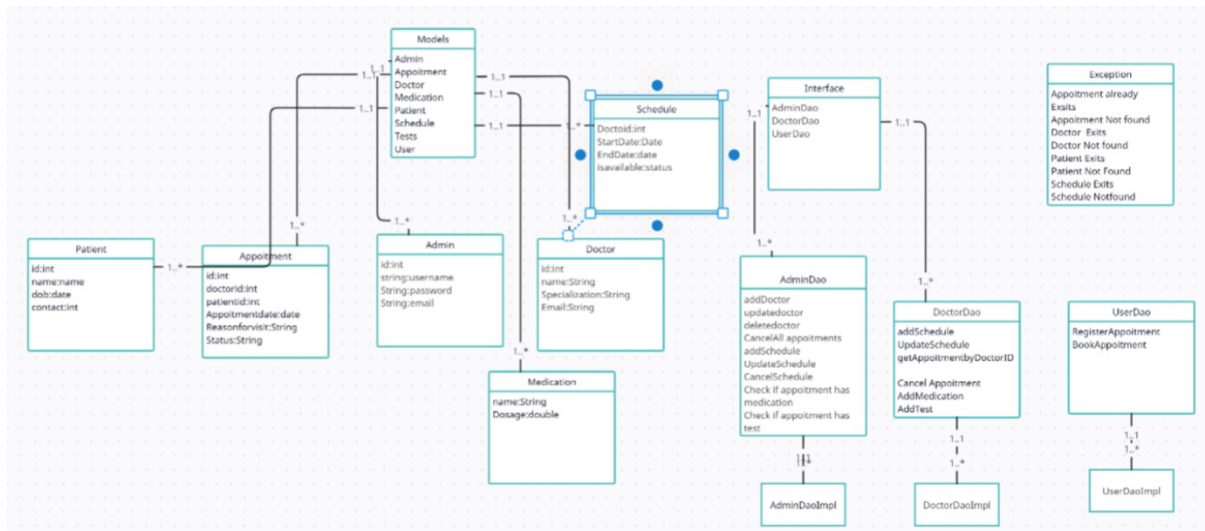 Models
Admin
Appoitment
Doctor
Medication
Patient
Schedule
Tests
User
1..1
1..1
1..1
1..1
1..1
1..1
Schedule
Doctoid:int
StartDate:Date
EndDate:date
isavailable:status
1..*
Interface
AdminDao
DoctorDao
UserDao
1..1
1..1
Exception
Appoitment already
Exsits
Appointment Not found
Doctor Exits
Doctor Not found
Patient Exits
Patient Not Found
Schedule Exits
Schedule Notfound
1..*
1..*
1..*
1..*
1..*
1..*
1..*
Patient
id:int
name:name
dob:date
contact:int
Appoitment
id:int
doctorid:int
patientid:int
Appoitmentdate:date
Reasonforvisit:String
Status:String
Admin
id:int
string:username
String:password
String:email
Doctor
id:int
name:String
Specialization:String
Email:String
Medication
name:String
Dosage:double
AdminDao
addDoctor
updatedoctor
deletedoctor
CancelAll appoitments
addSchedule
UpdateSchedule
CancelSchedule
Check if appoitment has
medication
Check if appoitment has
test
DoctorDao
addSchedule
UpdateSchedule
getAppoitmentbyDoctorID
Cancel Appoitment
AddMedication
AddTest
UserDao
RegisterAppoitment
BookAppoitment
1..1
1..*
1..1
1..*
AdminDaoImpl
DoctorDaoImpl
UserDaoImpl